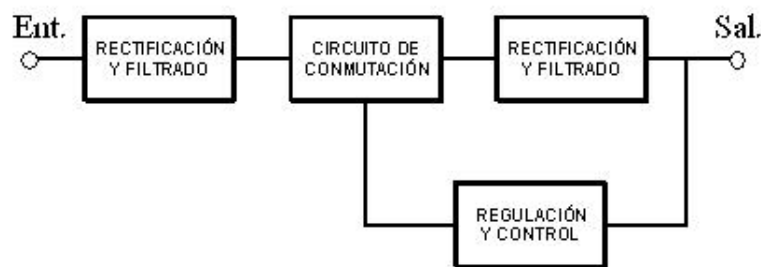 Ent.
RECTIFICACIÓN
Y FILTRADO
CIRCUITO DE
CONMUTACIÓN
RECTIFICACIÓN
Y FILTRADO
Sal.
REGULACIÓN
Y CONTROL